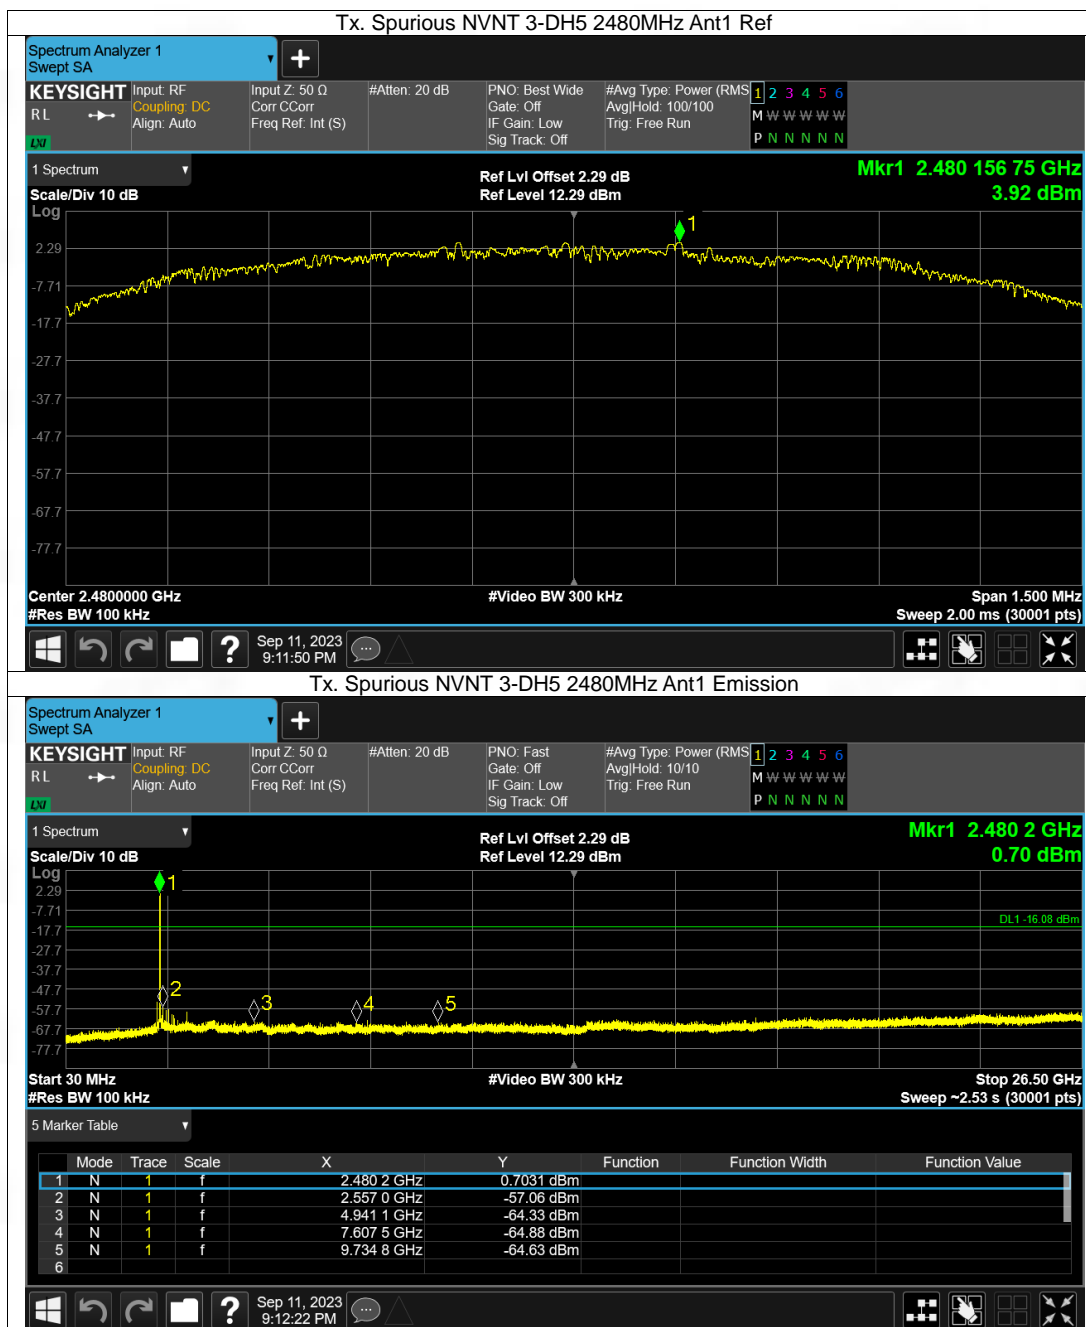 Tx. Spurious NVNT 3-DH5 2480MHz Ant1 Ref
Spectrum Analyzer 1
Swept SA
KEYSIGHT Input: RF Input Z: 50 Ω #Atten: 20 dB PNO: Best Wide #Avg Type: Power (RMS 1 2 3 4 5 6
RL Coupling: DC Corr CCorr Gate: Off Avg|Hold: 100/100 M W W W W W
Align: Auto Freq Ref: Int (S) IF Gain: Low Trig: Free Run
LXI Sig Track: Off P N N N N N
1 Spectrum Ref Lvl Offset 2.29 dB Mkr1 2.480 156 75 GHz
Scale/Div 10 dB Ref Level 12.29 dBm 3.92 dBm
Log
1
2.29
-7.71
-17.7
-27.7
-37.7
-47.7
-57.7
-67.7
-77.7
Center 2.4800000 GHz #Video BW 300 kHz Span 1.500 MHz
#Res BW 100 kHz Sweep 2.00 ms (30001 pts)
? Sep 11, 2023
9:11:50 PM
Tx. Spurious NVNT 3-DH5 2480MHz Ant1 Emission
Spectrum Analyzer 1
Swept SA
KEYSIGHT Input: RF Input Z: 50 Ω #Atten: 20 dB PNO: Fast #Avg Type: Power (RMS 1 2 3 4 5 6
RL Coupling: DC Corr CCorr Gate: Off Avg|Hold: 10/10 M W W W W W
Align: Auto Freq Ref: Int (S) IF Gain: Low Trig: Free Run
LXI Sig Track: Off P N N N N N
1 Spectrum Ref Lvl Offset 2.29 dB Mkr1 2.480 2 GHz
Scale/Div 10 dB Ref Level 12.29 dBm 0.70 dBm
Log
1
2.29
-7.71
DL1 -16.08 dBm
-17.7
-27.7
-37.7
-47.7
2 3 4 5
-57.7
-67.7
-77.7
Start 30 MHz #Video BW 300 kHz Stop 26.50 GHz
#Res BW 100 kHz Sweep ~2.53 s (30001 pts)
5 Marker Table
Mode Trace Scale X Y Function Function Width Function Value
1 N 1 f 2.480 2 GHz 0.7031 dBm
2 N 1 f 2.557 0 GHz -57.06 dBm
3 N 1 f 4.941 1 GHz -64.33 dBm
4 N 1 f 7.607 5 GHz -64.88 dBm
5 N 1 f 9.734 8 GHz -64.63 dBm
6
? Sep 11, 2023
9:12:22 PM